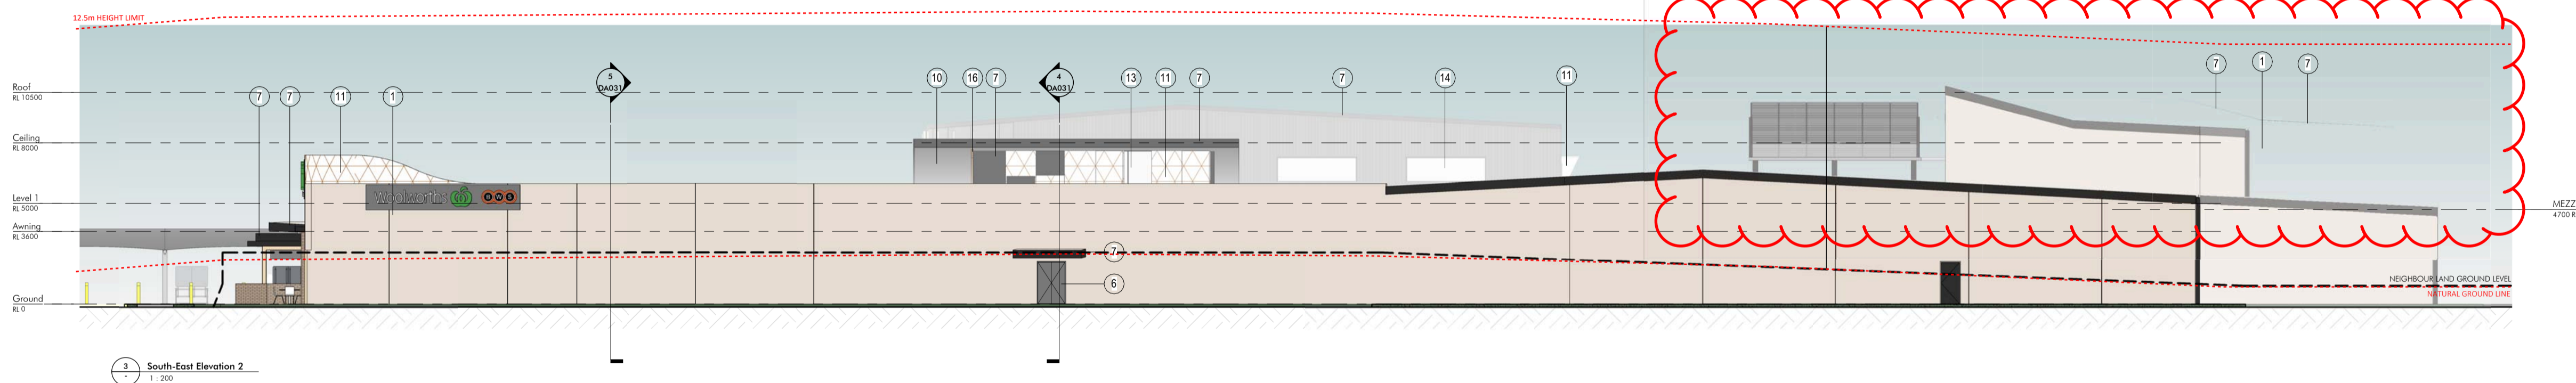 12.5m HEIGHT LIMIT
5
DA031
4
DA031
10
16
7
13
11
7
7
14
11
7
1
7
Roof
RL 10500
7
7
11
1
Ceiling
RL 8000
Woolworths
BWS
Level 1
RL 5000
MEZZ
4700 R
Awning
RL 3600
7
6
NEIGHBOUR LAND GROUND LEVEL
NATURAL GROUND LINE
Ground
RL 0
3
-
South-East Elevation 2
1 : 200